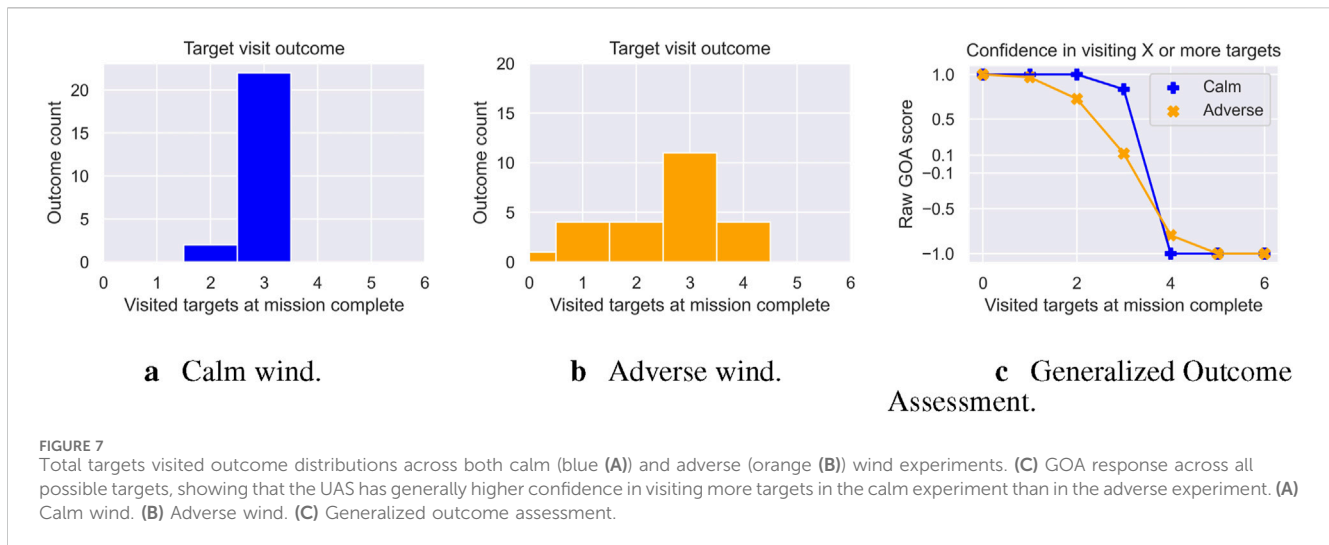 Target visit outcome
20
15
10
5
0
Outcome count
0 1 2 3 4 5 6
Visited targets at mission complete
a Calm wind.
Target visit outcome
20
15
10
5
0
Outcome count
0 1 2 3 4 5 6
Visited targets at mission complete
b Adverse wind.
Confidence in visiting X or more targets
1.0
0.5
0.1
−0.1
−0.5
−1.0
Raw GOA score
Calm
Adverse
0 2 4 6
Visited targets at mission complete
c Generalized Outcome
Assessment.
FIGURE 7
Total targets visited outcome distributions across both calm (blue (A)) and adverse (orange (B)) wind experiments. (C) GOA response across all
possible targets, showing that the UAS has generally higher confidence in visiting more targets in the calm experiment than in the adverse experiment. (A)
Calm wind. (B) Adverse wind. (C) Generalized outcome assessment.